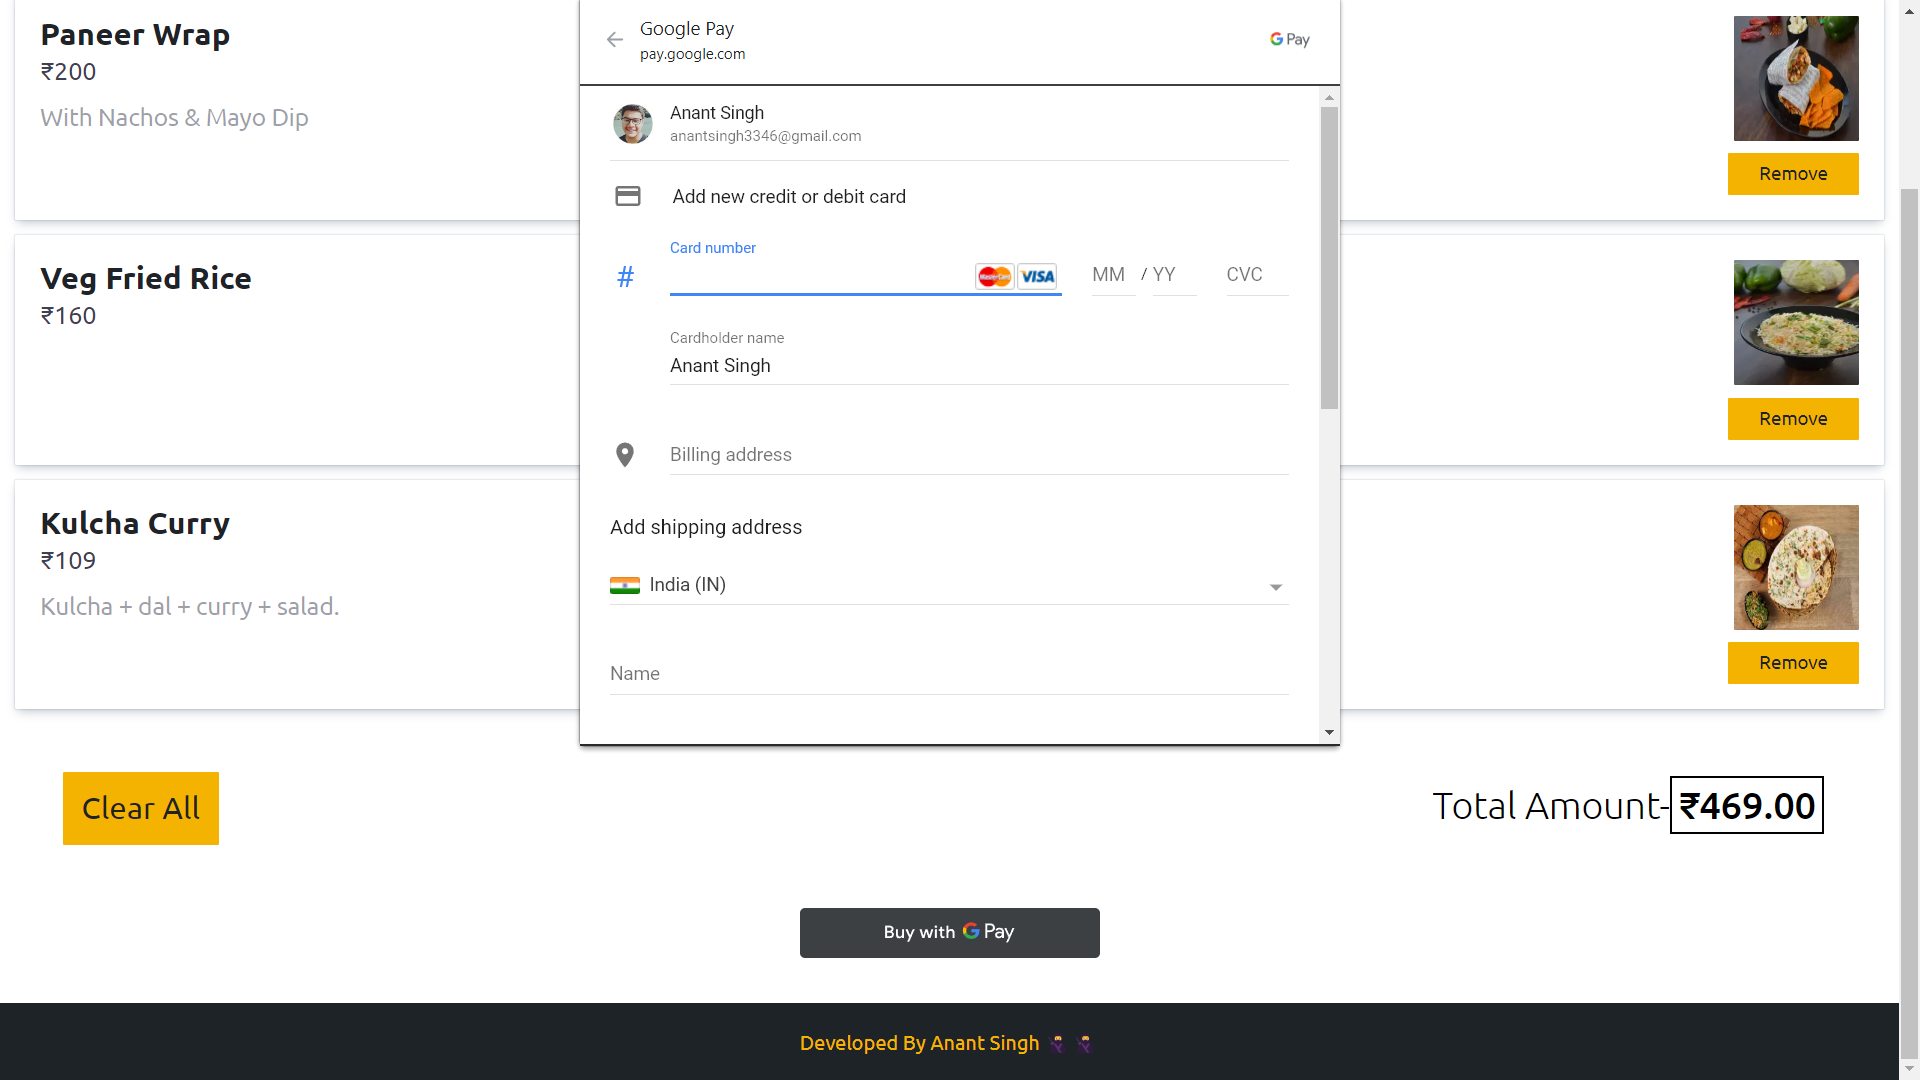 Paneer Wrap
₹200
With Nachos & Mayo Dip
Remove
Veg Fried Rice
₹160
Remove
Kulcha Curry
₹109
Kulcha + dal + curry + salad.
Remove
Google Pay
pay.google.com
G Pay
Anant Singh
anantsingh3346@gmail.com
Add new credit or debit card
Card number
# MasterCard VISA MM / YY CVC
Cardholder name
Anant Singh
Billing address
Add shipping address
India (IN)
Name
Clear All
Total Amount- ₹469.00
Buy with G Pay
Developed By Anant Singh